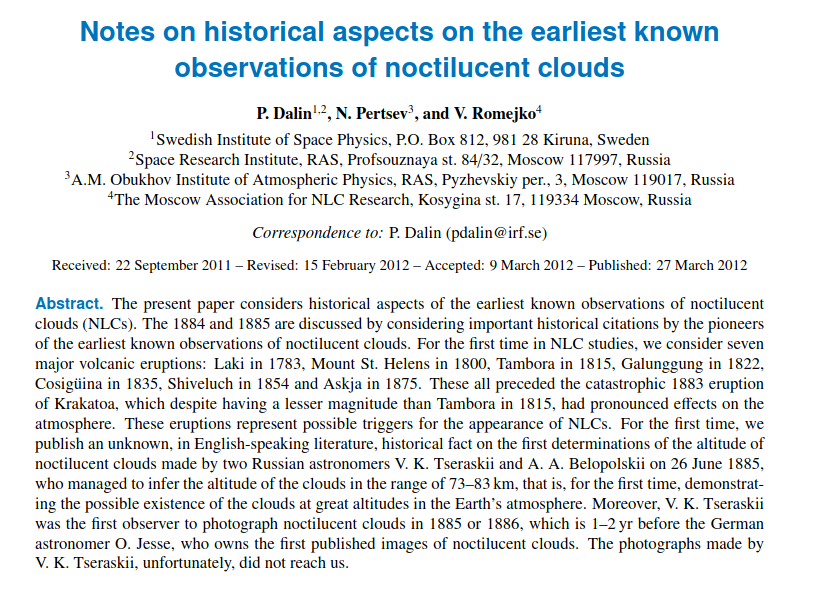 Notes on historical aspects on the earliest known
observations of noctilucent clouds
P. Dalin1,2, N. Pertsev3, and V. Romejko4
1Swedish Institute of Space Physics, P.O. Box 812, 981 28 Kiruna, Sweden
2Space Research Institute, RAS, Profsouznaya st. 84/32, Moscow 117997, Russia
3A.M. Obukhov Institute of Atmospheric Physics, RAS, Pyzhevskiy per., 3, Moscow 119017, Russia
4The Moscow Association for NLC Research, Kosygina st. 17, 119334 Moscow, Russia
Correspondence to: P. Dalin (pdalin@irf.se)
Received: 22 September 2011 – Revised: 15 February 2012 – Accepted: 9 March 2012 – Published: 27 March 2012
Abstract. The present paper considers historical aspects of the earliest known observations of noctilucent
clouds (NLCs). The 1884 and 1885 are discussed by considering important historical citations by the pioneers
of the earliest known observations of noctilucent clouds. For the first time in NLC studies, we consider seven
major volcanic eruptions: Laki in 1783, Mount St. Helens in 1800, Tambora in 1815, Galunggung in 1822,
Cosigüina in 1835, Shiveluch in 1854 and Askja in 1875. These all preceded the catastrophic 1883 eruption
of Krakatoa, which despite having a lesser magnitude than Tambora in 1815, had pronounced effects on the
atmosphere. These eruptions represent possible triggers for the appearance of NLCs. For the first time, we
publish an unknown, in English-speaking literature, historical fact on the first determinations of the altitude of
noctilucent clouds made by two Russian astronomers V. K. Tseraskii and A. A. Belopolskii on 26 June 1885,
who managed to infer the altitude of the clouds in the range of 73–83 km, that is, for the first time, demonstrat-
ing the possible existence of the clouds at great altitudes in the Earth's atmosphere. Moreover, V. K. Tseraskii
was the first observer to photograph noctilucent clouds in 1885 or 1886, which is 1–2 yr before the German
astronomer O. Jesse, who owns the first published images of noctilucent clouds. The photographs made by
V. K. Tseraskii, unfortunately, did not reach us.